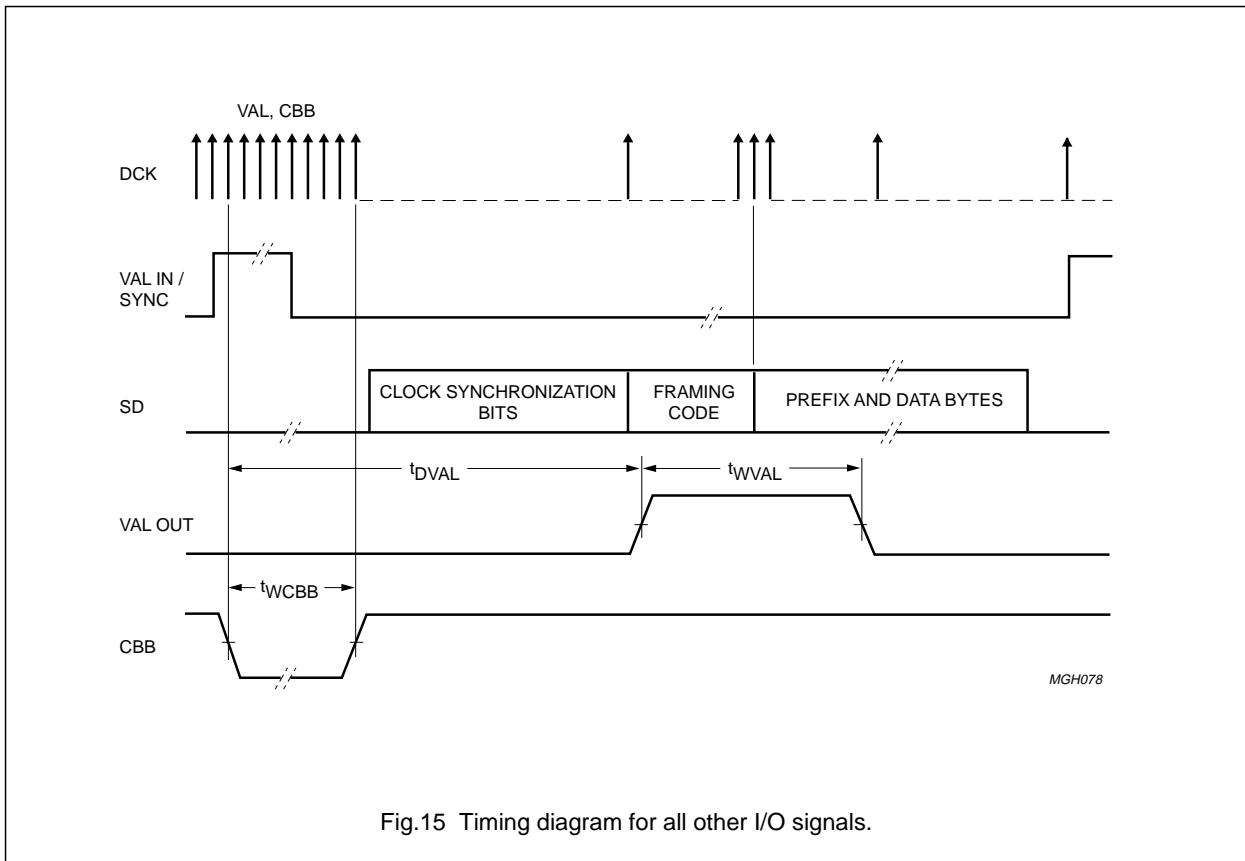 VAL, CBB
DCK
VAL IN /
SYNC
SD
CLOCK SYNCHRONIZATION
BITS
FRAMING
CODE
PREFIX AND DATA BYTES
tDVAL
tWVAL
VAL OUT
tWCBB
CBB
MGH078
Fig.15 Timing diagram for all other I/O signals.